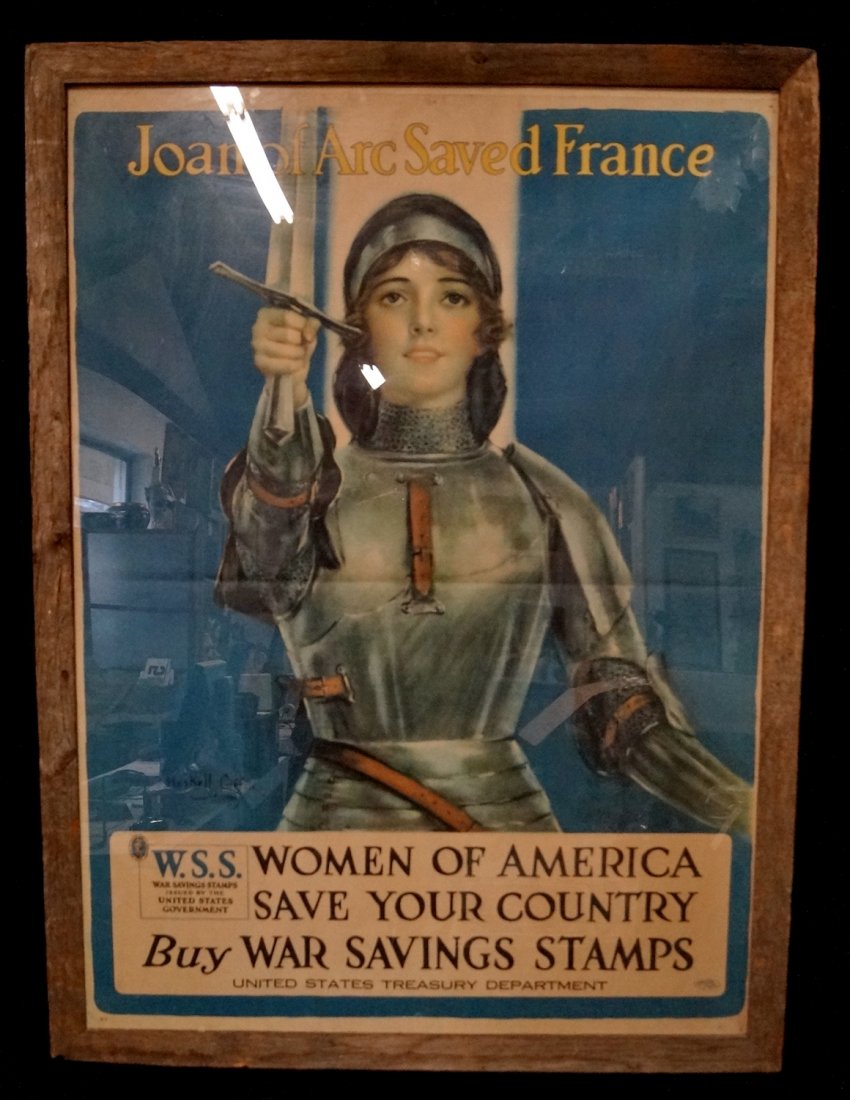 Joan of Arc Saved France
W.S.S.
WAR SAVINGS STAMPS
ISSUED BY THE
UNITED STATES
GOVERNMENT
WOMEN OF AMERICA
SAVE YOUR COUNTRY
Buy WAR SAVINGS STAMPS
UNITED STATES TREASURY DEPARTMENT